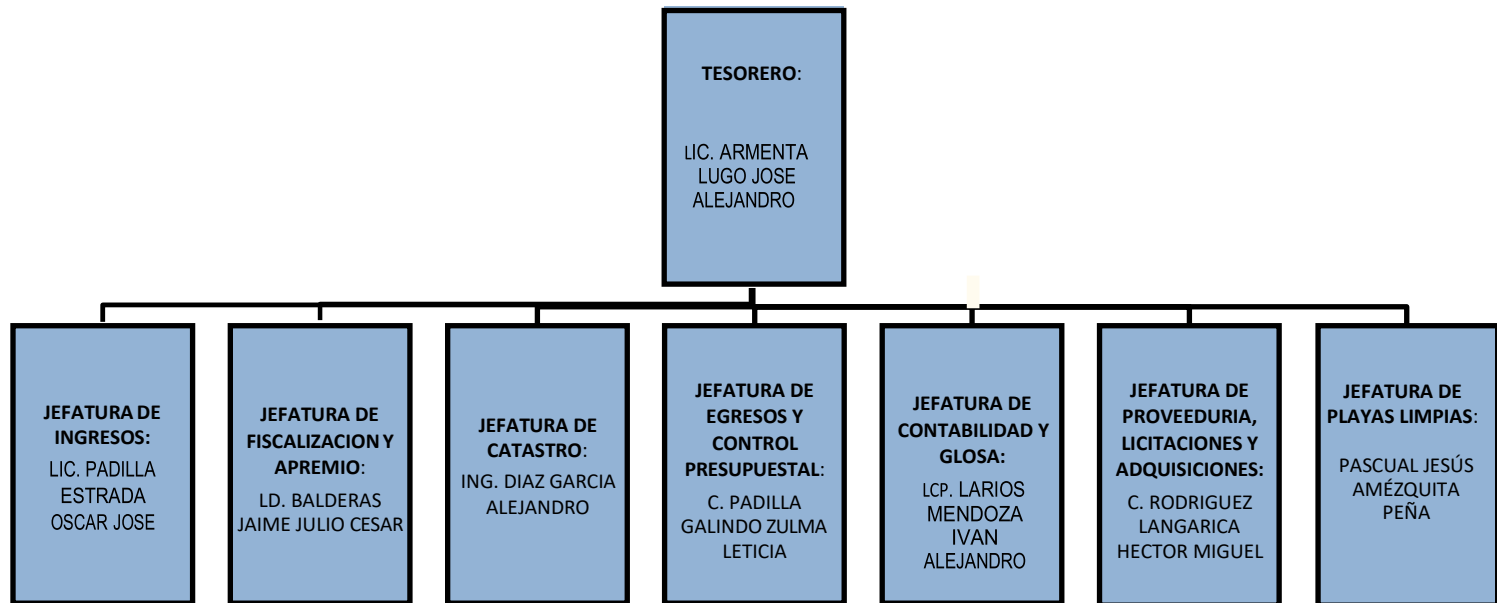 TESORERO:
LIC. ARMENTA
LUGO JOSE
ALEJANDRO
JEFATURA DE
INGRESOS:
LIC. PADILLA
ESTRADA
OSCAR JOSE
JEFATURA DE
FISCALIZACION Y
APREMIO:
LD. BALDERAS
JAIME JULIO CESAR
JEFATURA DE
CATASTRO:
ING. DIAZ GARCIA
ALEJANDRO
JEFATURA DE
EGRESOS Y
CONTROL
PRESUPUESTAL:
C. PADILLA
GALINDO ZULMA
LETICIA
JEFATURA DE
CONTABILIDAD Y
GLOSA:
LCP. LARIOS
MENDOZA
IVAN
ALEJANDRO
JEFATURA DE
PROVEEDURIA,
LICITACIONES Y
ADQUISICIONES:
C. RODRIGUEZ
LANGARICA
HECTOR MIGUEL
JEFATURA DE
PLAYAS LIMPIAS:
PASCUAL JESÚS
AMÉZQUITA
PEÑA